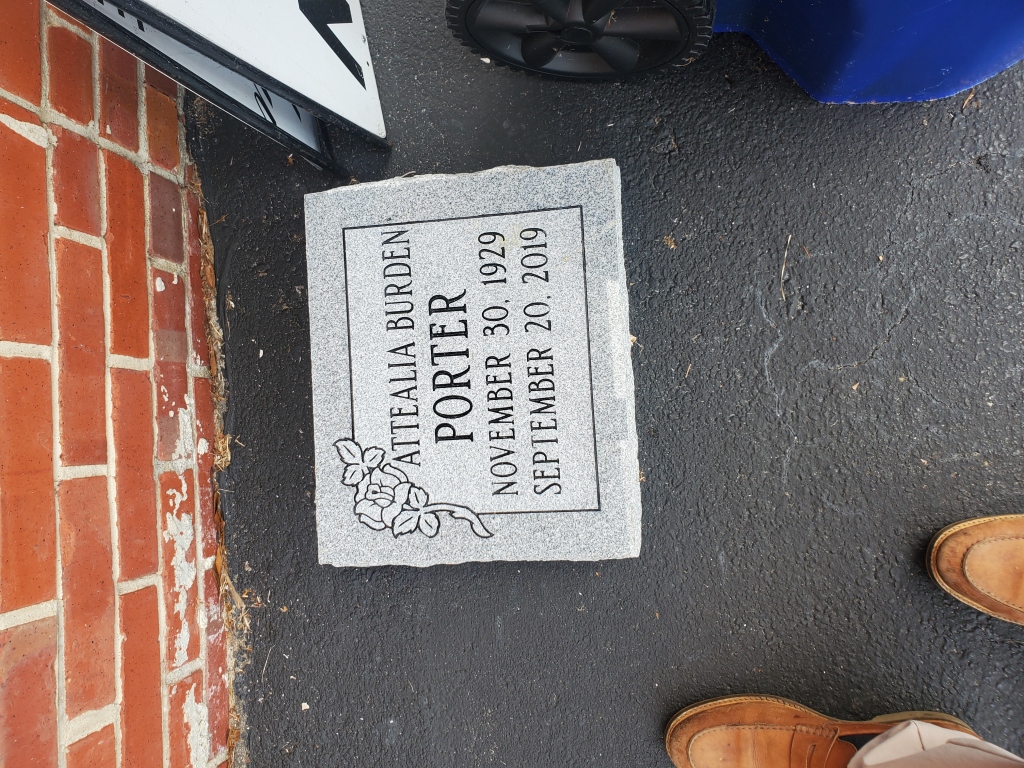 ATTEALIA BURDEN
PORTER
NOVEMBER 30, 1929
SEPTEMBER 20, 2019